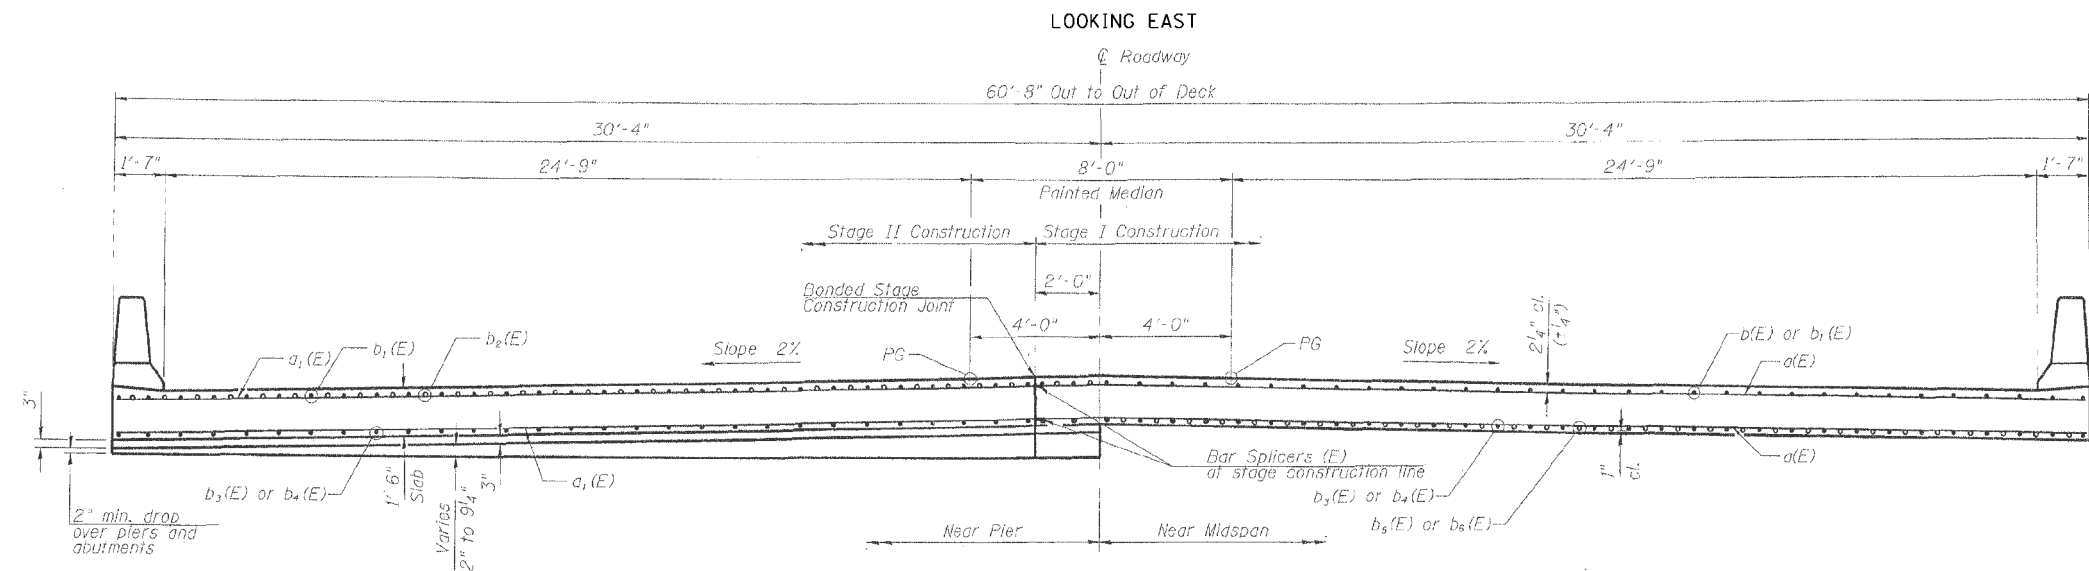 LOOKING EAST
℄ Roadway
60'-8" Out to Out of Deck
30'-4"
30'-4"
1'-7"
24'-9"
8'-0"
24'-9"
1'-7"
Painted Median
Stage II Construction
Stage I Construction
2'-0"
Bonded Stage
Construction Joint
4'-0"
4'-0"
2¼" cl.
(±¼")
a₁(E)
b₁(E)
b₂(E)
Slope 2%
PG
PG
Slope 2%
b(E) or b₁(E)
a(E)
3"
b₃(E) or b₄(E)
1' 6"
Slab
Varies
2" to 9¼"
3"
a₁(E)
Bar Splicers (E)
at stage construction line
1"
cl.
a(E)
b₃(E) or b₄(E)
b₅(E) or b₆(E)
2" min. drop
over piers and
abutments
Near Pier
Near Midspan